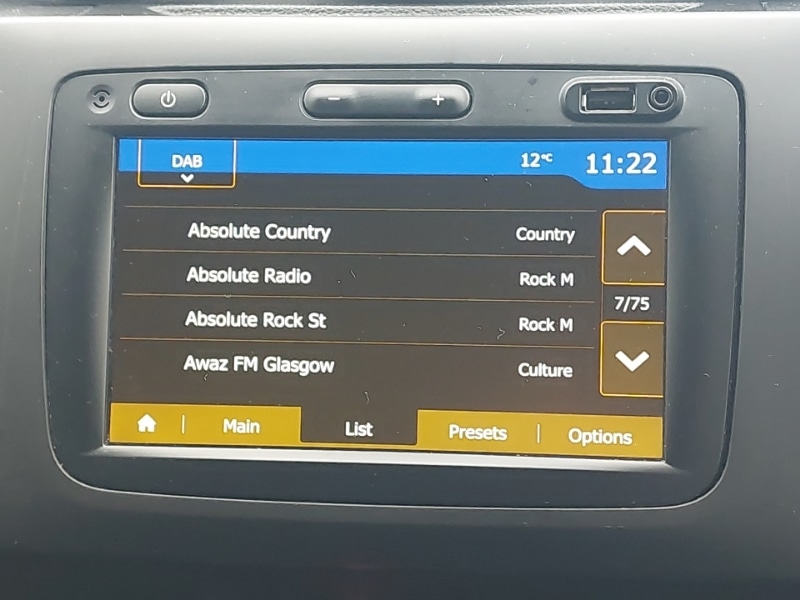 DAB 12°C 11:22
Absolute Country Country
Absolute Radio Rock M
7/75
Absolute Rock St Rock M
Awaz FM Glasgow Culture
Main List Presets Options